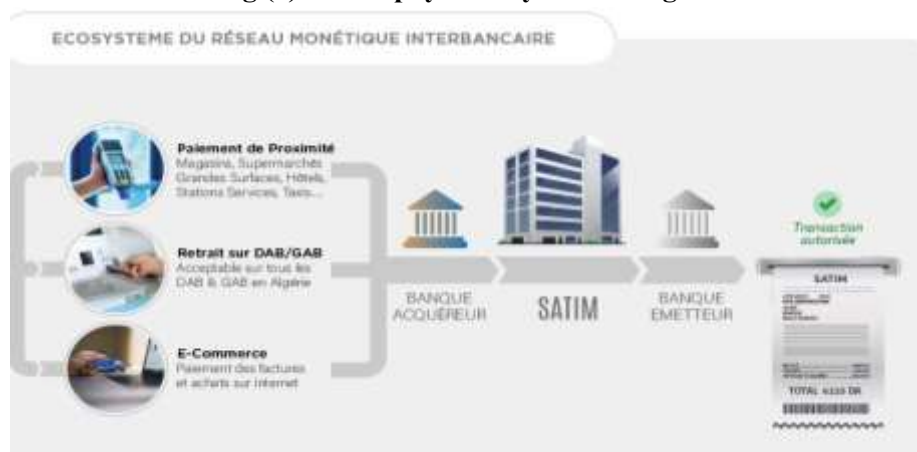 ECOSYSTEME DU RÉSEAU MONÉTIQUE INTERBANCAIRE
Paiement de Proximité
Magasins, Supermarchés
Grandes Surfaces, Hôtels,
Stations Services, Taxis...
Retrait sur DAB/GAB
Acceptable sur tous les
DAB & GAB en Algérie
E-Commerce
Paiement des factures
et achats sur internet
BANQUE
ACQUÉREUR
SATIM
BANQUE
EMETTEUR
Transaction
autorisée
SATIM
TOTAL